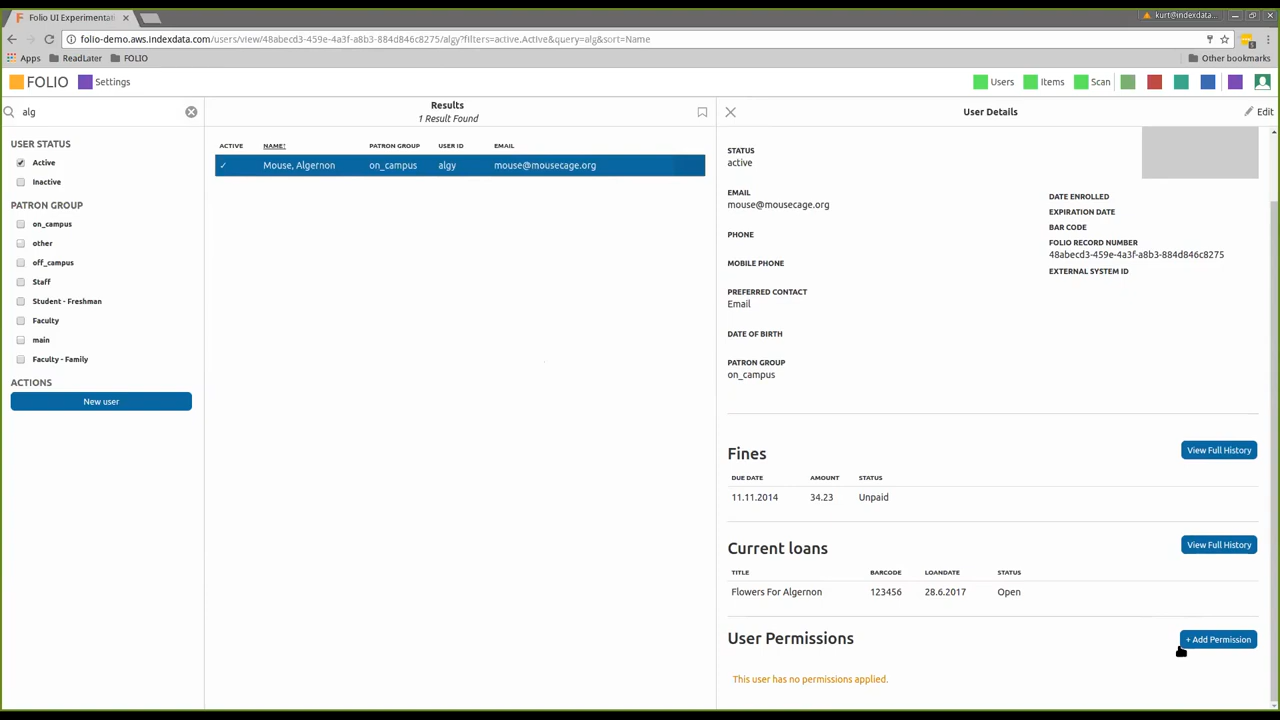 Folio UI Experimentat
kurt@indexdata...
folio-demo.aws.indexdata.com/users/view/48abecd3-459e-4a3f-a8b3-884d846c8275/algy?filters=active.Active&query=alg&sort=Name
Apps ReadLater FOLIO Other bookmarks
FOLIO Settings Users Items Scan
alg
Results
1 Result Found
User Details
Edit
USER STATUS
Active
Inactive
PATRON GROUP
on_campus
other
off_campus
Staff
Student - Freshman
Faculty
main
Faculty - Family
ACTIONS
New user
ACTIVE NAME↑ PATRON GROUP USER ID EMAIL
✓ Mouse, Algernon on_campus algy mouse@mousecage.org
STATUS
active
EMAIL
mouse@mousecage.org
PHONE
MOBILE PHONE
PREFERRED CONTACT
Email
DATE OF BIRTH
PATRON GROUP
on_campus
DATE ENROLLED
EXPIRATION DATE
BAR CODE
FOLIO RECORD NUMBER
48abecd3-459e-4a3f-a8b3-884d846c8275
EXTERNAL SYSTEM ID
Fines View Full History
DUE DATE AMOUNT STATUS
11.11.2014 34.23 Unpaid
Current loans View Full History
TITLE BARCODE LOANDATE STATUS
Flowers For Algernon 123456 28.6.2017 Open
User Permissions + Add Permission
This user has no permissions applied.